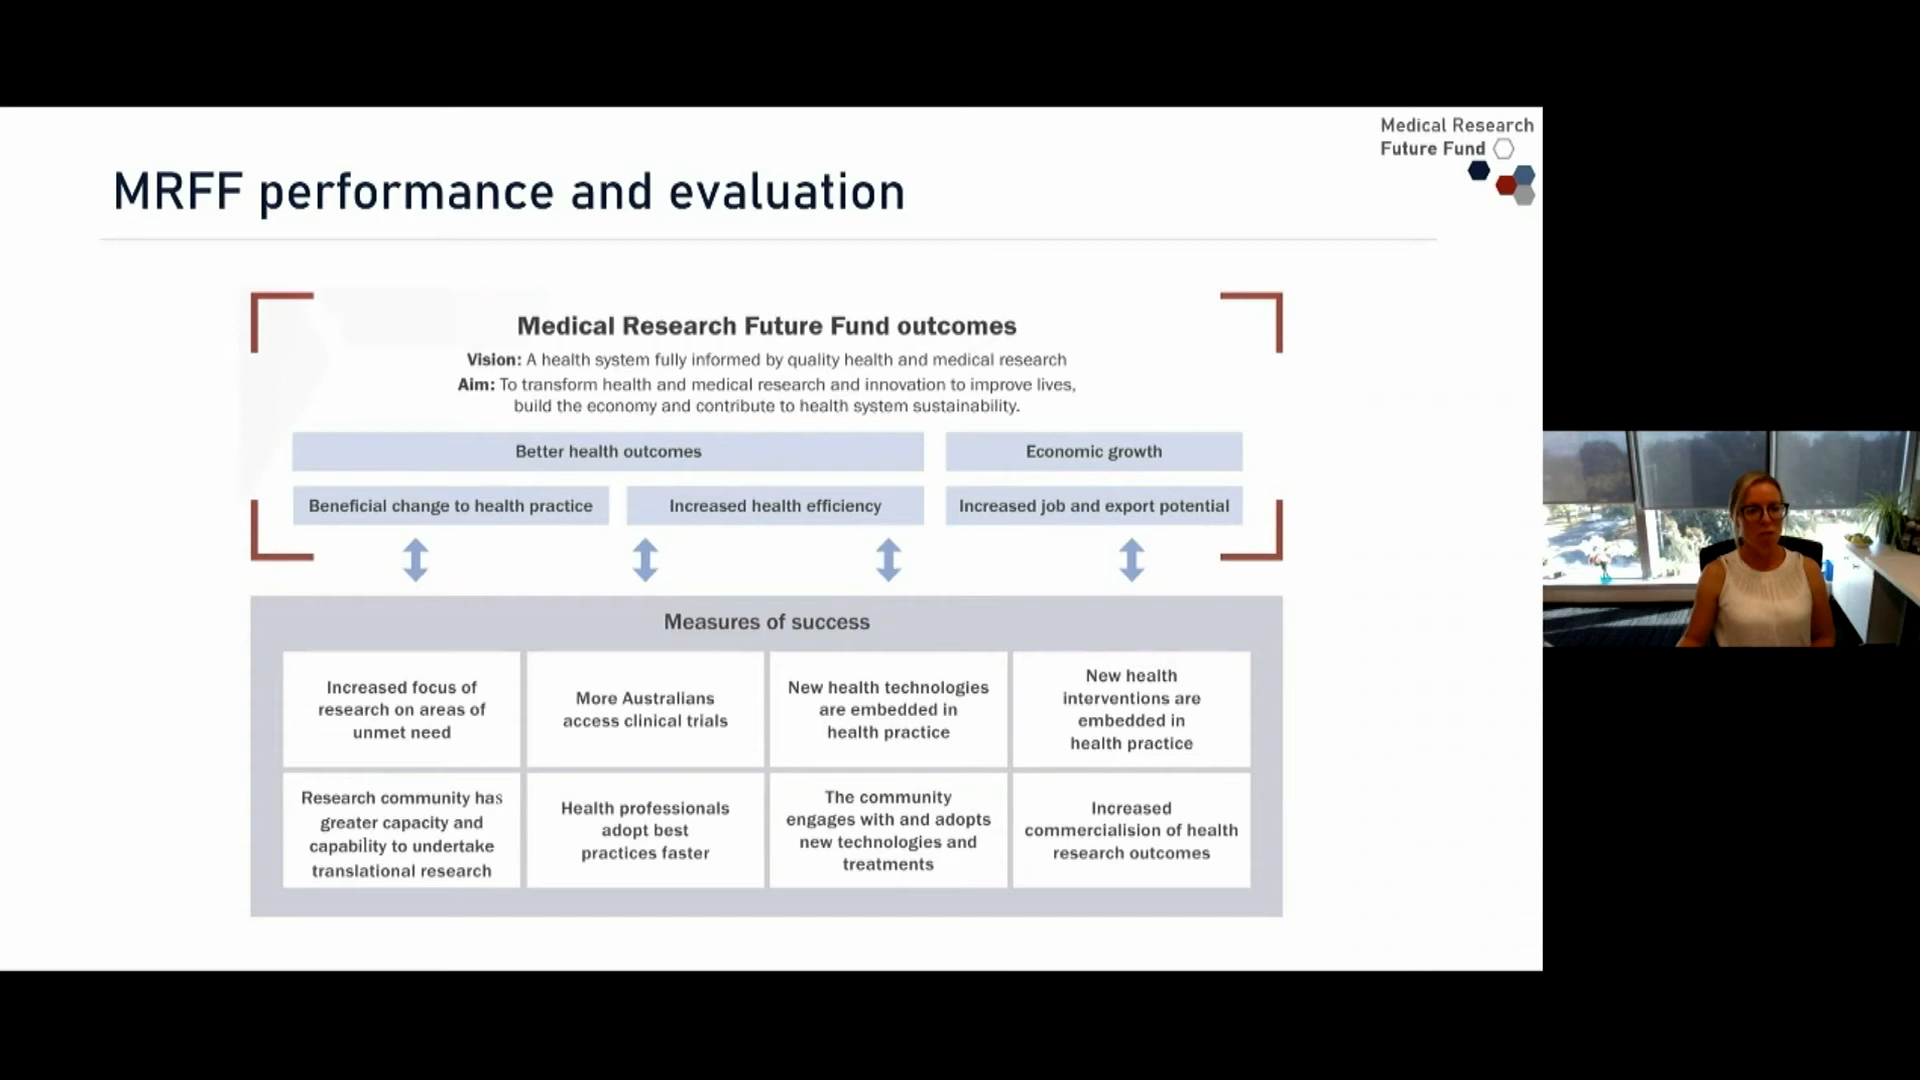 Medical Research
Future Fund
MRFF performance and evaluation
Medical Research Future Fund outcomes
Vision: A health system fully informed by quality health and medical research
Aim: To transform health and medical research and innovation to improve lives,
build the economy and contribute to health system sustainability.
Better health outcomes
Economic growth
Beneficial change to health practice
Increased health efficiency
Increased job and export potential
Measures of success
Increased focus of
research on areas of
unmet need
More Australians
access clinical trials
New health technologies
are embedded in
health practice
New health
interventions are
embedded in
health practice
Research community has
greater capacity and
capability to undertake
translational research
Health professionals
adopt best
practices faster
The community
engages with and adopts
new technologies and
treatments
Increased
commercialision of health
research outcomes